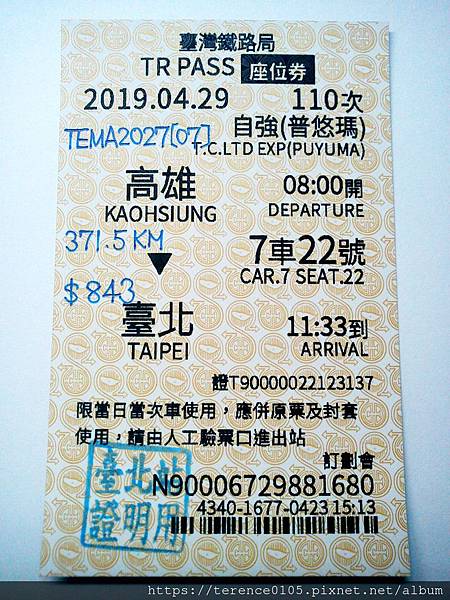 臺灣鐵路局
TR PASS 座位券
2019.04.29 110次
TEMA2027[07] 自強(普悠瑪)
T.C.LTD EXP(PUYUMA)
高雄 08:00開
KAOHSIUNG DEPARTURE
371.5 KM 7車22號
CAR.7 SEAT.22
$843
臺北 11:33到
TAIPEI ARRIVAL
證T90000022123137
限當日當次車使用，應併原票及封套
使用，請由人工驗票口進出站
訂劃會
臺北站
證明用
N90006729881680
4340-1677-0423 15:13
https://terence0105.pixnet.net/album